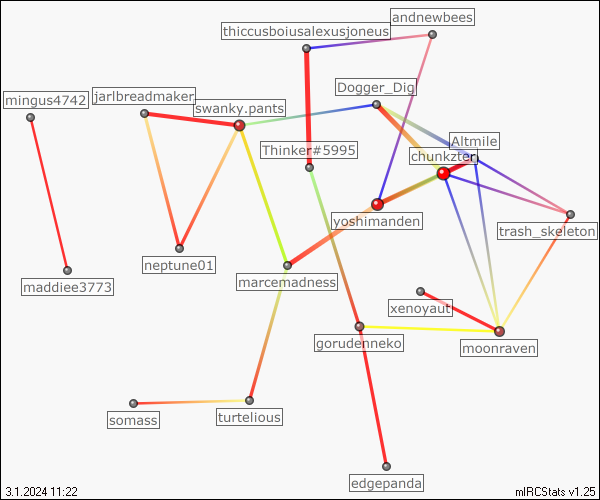 andnewbees
thiccusboiusalexusjoneus
Dogger_Dig
jarlbreadmaker
mingus4742
swanky.pants
Altmile
Thinker#5995
chunkzter
yoshimanden
trash_skeleton
neptune01
marcemadness
maddiee3773
xenoyaut
gorudenneko
moonraven
somass
turtelious
edgepanda
3.1.2024 11:22
mIRCStats v1.25